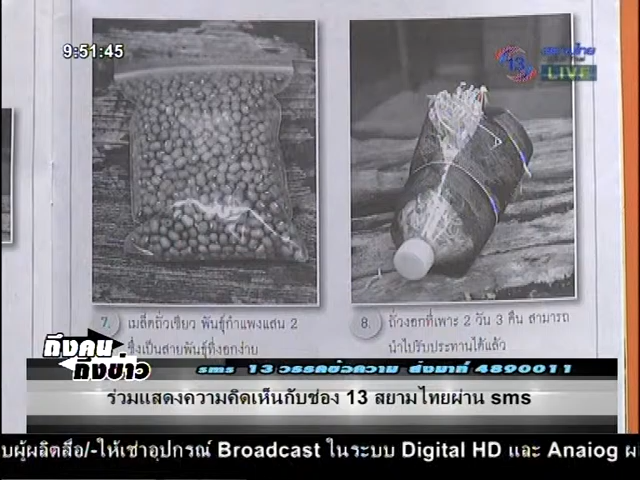 9:51:45
13
สยามไทย
LIVE
7. เมล็ดถั่วเขียว พันธุ์กำแพงแสน 2
ซึ่งเป็นสายพันธุ์ที่งอกง่าย
8. ถั่วงอกที่เพาะ 2 วัน 3 คืน สามารถ
นำไปรับประทานได้แล้ว
ถึงคน
ถึงข่าว
sms 13 วรรคข้อความ ส่งมาที่ 4890011
ร่วมแสดงความคิดเห็นกับช่อง 13 สยามไทยผ่าน sms
บผู้ผลิตสื่อ/-ให้เช่าอุปกรณ์ Broadcast ในระบบ Digital HD และ Anaiog ผ